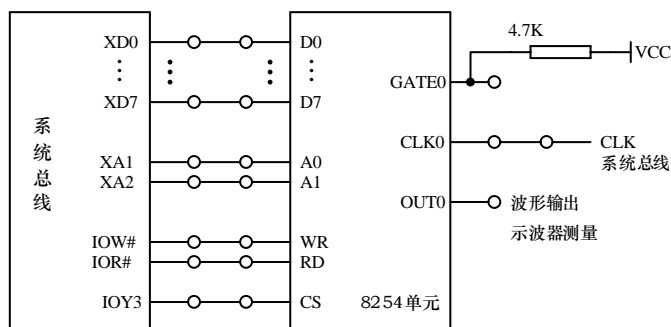 4.7K
XD0 D0 VCC
⋮ ⋮ ⋮ ⋮ GATE0
XD7 D7
系统总线
CLK0 CLK
XA1 A0 系统总线
XA2 A1
OUT0 波形输出
IOW# WR 示波器测量
IOR# RD
IOY3 CS 8254单元